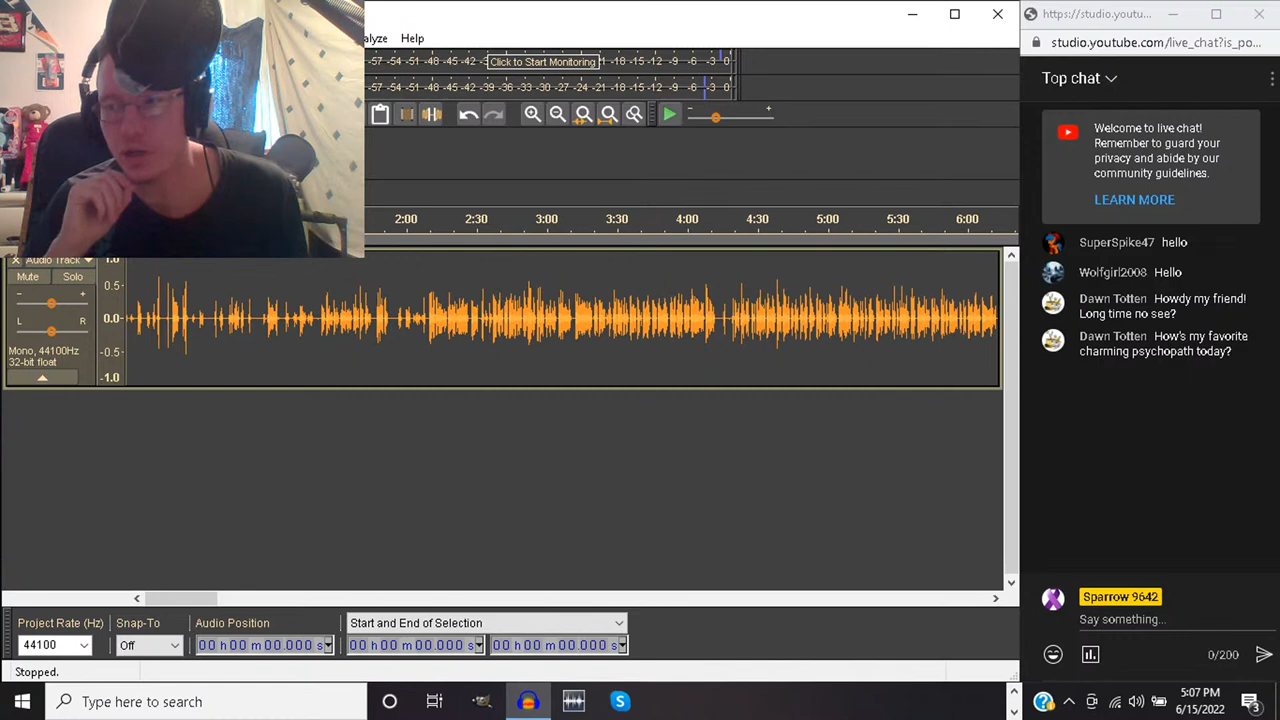 https://studio.youtu...
studio.youtube.com/live_chat?is_po...
alyze Help
-57 -54 -51 -48 -45 -42 Click to Start Monitoring -18 -15 -12 -9 -6 -3 0
-57 -54 -51 -48 -45 -42 -39 -36 -33 -30 -27 -24 -21 -18 -15 -12 -9 -6 -3 0
Top chat
Welcome to live chat!
Remember to guard your
privacy and abide by our
community guidelines.
LEARN MORE
2:00 2:30 3:00 3:30 4:00 4:30 5:00 5:30 6:00
SuperSpike47 hello
Wolfgirl2008 Hello
Dawn Totten Howdy my friend!
Long time no see?
Dawn Totten How's my favorite
charming psychopath today?
Audio Track 1.0
Mute Solo 0.5
- +
0.0
L R
Mono, 44100Hz -0.5
32-bit float
-1.0
Sparrow 9642
Say something...
0/200
Project Rate (Hz) Snap-To Audio Position Start and End of Selection
44100 Off 00 h 00 m 00.000 s 00 h 00 m 00.000 s 00 h 00 m 00.000 s
Stopped.
Type here to search
5:07 PM
6/15/2022
3